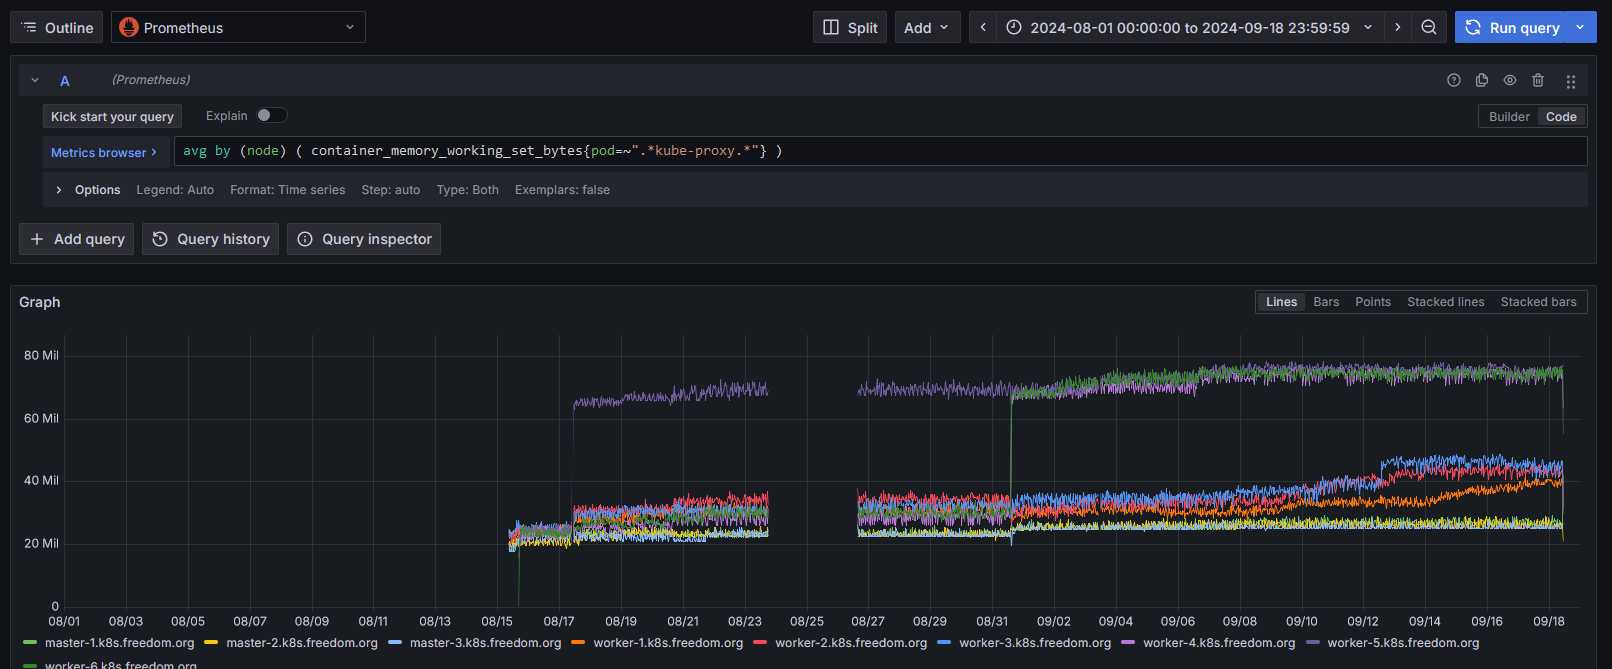 Outline Prometheus Split Add 2024-08-01 00:00:00 to 2024-09-18 23:59:59 Run query
A (Prometheus)
Kick start your query Explain Builder Code
Metrics browser > avg by (node) ( container_memory_working_set_bytes{pod=~".*kube-proxy.*"} )
Options Legend: Auto Format: Time series Step: auto Type: Both Exemplars: false
+ Add query Query history Query inspector
Graph Lines Bars Points Stacked lines Stacked bars
80 Mil
60 Mil
40 Mil
20 Mil
0
08/01 08/03 08/05 08/07 08/09 08/11 08/13 08/15 08/17 08/19 08/21 08/23 08/25 08/27 08/29 08/31 09/02 09/04 09/06 09/08 09/10 09/12 09/14 09/16 09/18
master-1.k8s.freedom.org master-2.k8s.freedom.org master-3.k8s.freedom.org worker-1.k8s.freedom.org worker-2.k8s.freedom.org worker-3.k8s.freedom.org worker-4.k8s.freedom.org worker-5.k8s.freedom.org
worker-6.k8s.freedom.org